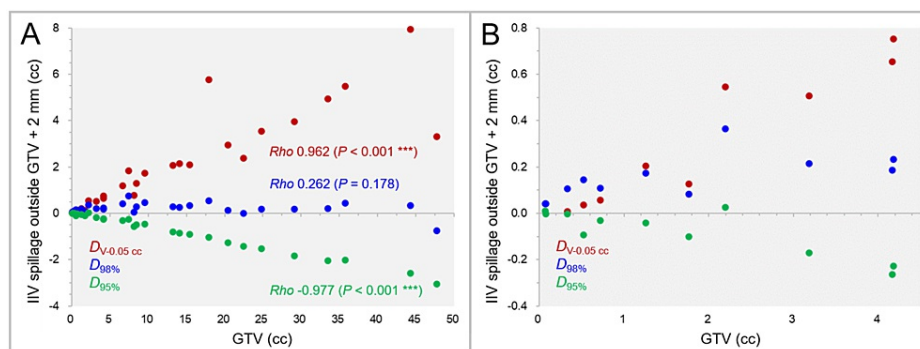 A
IIV spillage outside GTV + 2 mm (cc)
8
6
4
2
0
-2
-4
Rho 0.962 (P < 0.001 ***)
Rho 0.262 (P = 0.178)
Rho -0.977 (P < 0.001 ***)
DV-0.05 cc
D98%
D95%
0 5 10 15 20 25 30 35 40 45 50
GTV (cc)
B
IIV spillage outside GTV + 2 mm (cc)
0.8
0.6
0.4
0.2
0.0
-0.2
-0.4
DV-0.05 cc
D98%
D95%
0 1 2 3 4
GTV (cc)